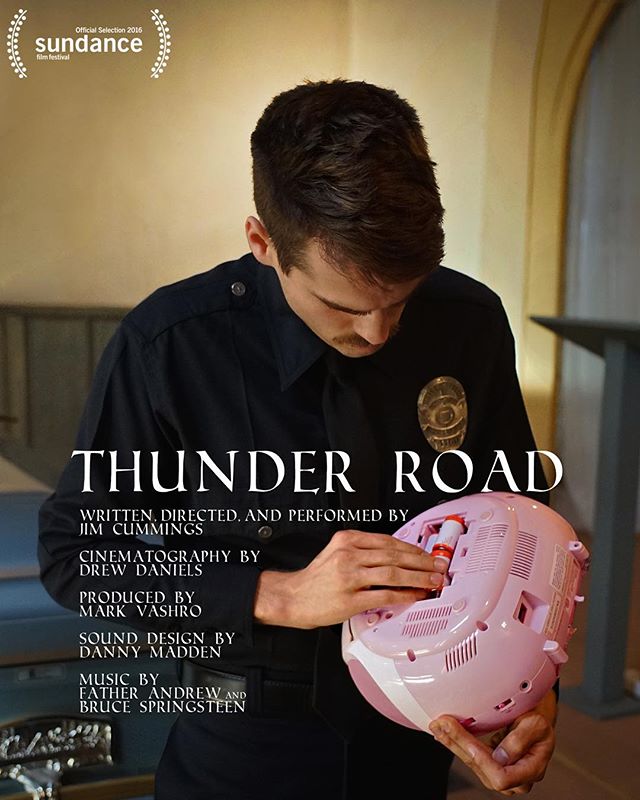 Official Selection 2016
sundance
film festival
THUNDER ROAD
WRITTEN, DIRECTED, AND PERFORMED BY
JIM CUMMINGS
CINEMATOGRAPHY BY
DREW DANIELS
PRODUCED BY
MARK VASHRO
SOUND DESIGN BY
DANNY MADDEN
MUSIC BY
FATHER ANDREW AND
BRUCE SPRINGSTEEN